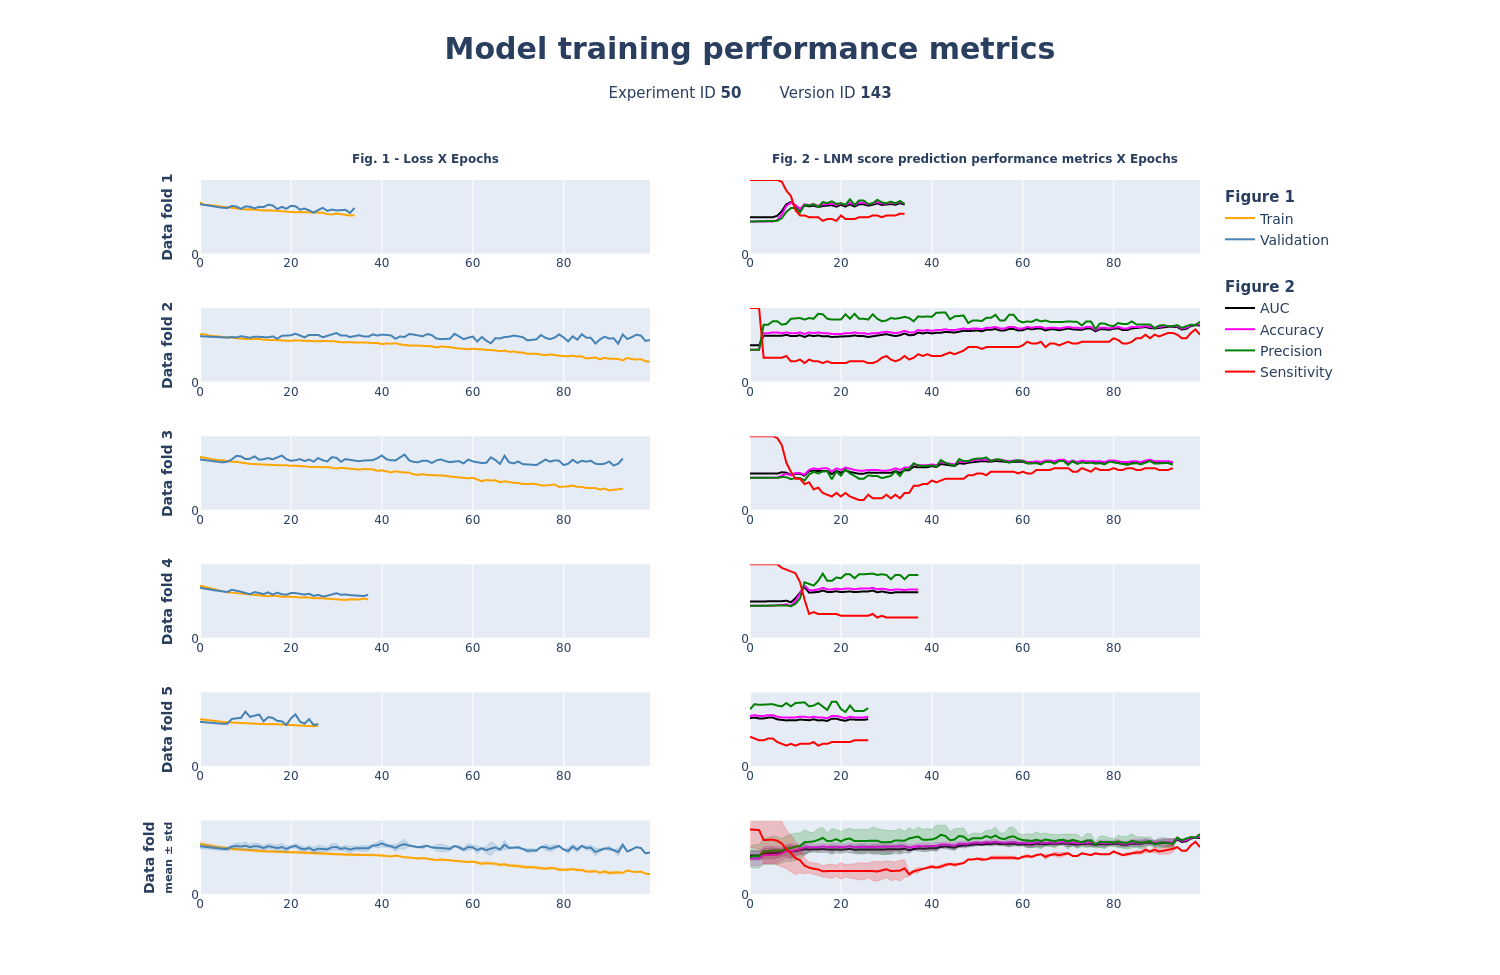 Model training performance metrics
Experiment ID 50 Version ID 143
Fig. 1 - Loss X Epochs
Fig. 2 - LNM score prediction performance metrics X Epochs
Data fold 1
0
0 20 40 60 80
0
0 20 40 60 80
Figure 1
Train
Validation
Figure 2
AUC
Accuracy
Precision
Sensitivity
Data fold 2
0
0 20 40 60 80
0
0 20 40 60 80
Data fold 3
0
0 20 40 60 80
0
0 20 40 60 80
Data fold 4
0
0 20 40 60 80
0
0 20 40 60 80
Data fold 5
0
0 20 40 60 80
0
0 20 40 60 80
Data fold
mean ± std
0
0 20 40 60 80
0
0 20 40 60 80